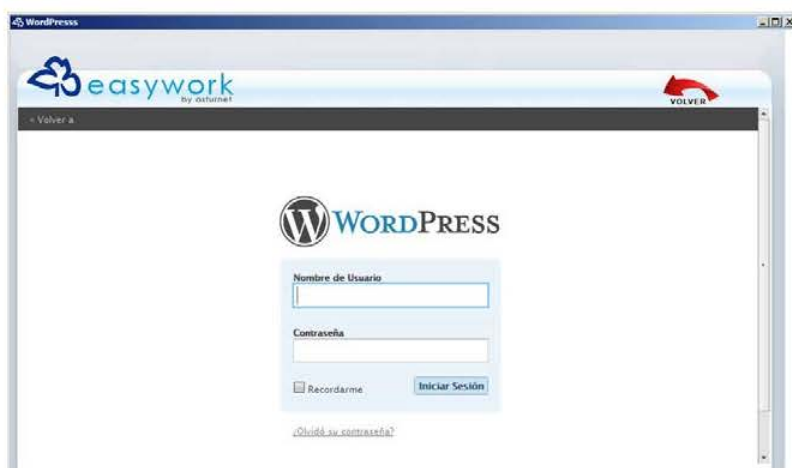 WordPresss
easywork
by asturnet
VOLVER
« Volver a
WORDPRESS
Nombre de Usuario
Contraseña
Recordarme
Iniciar Sesión
¿Olvidó su contraseña?